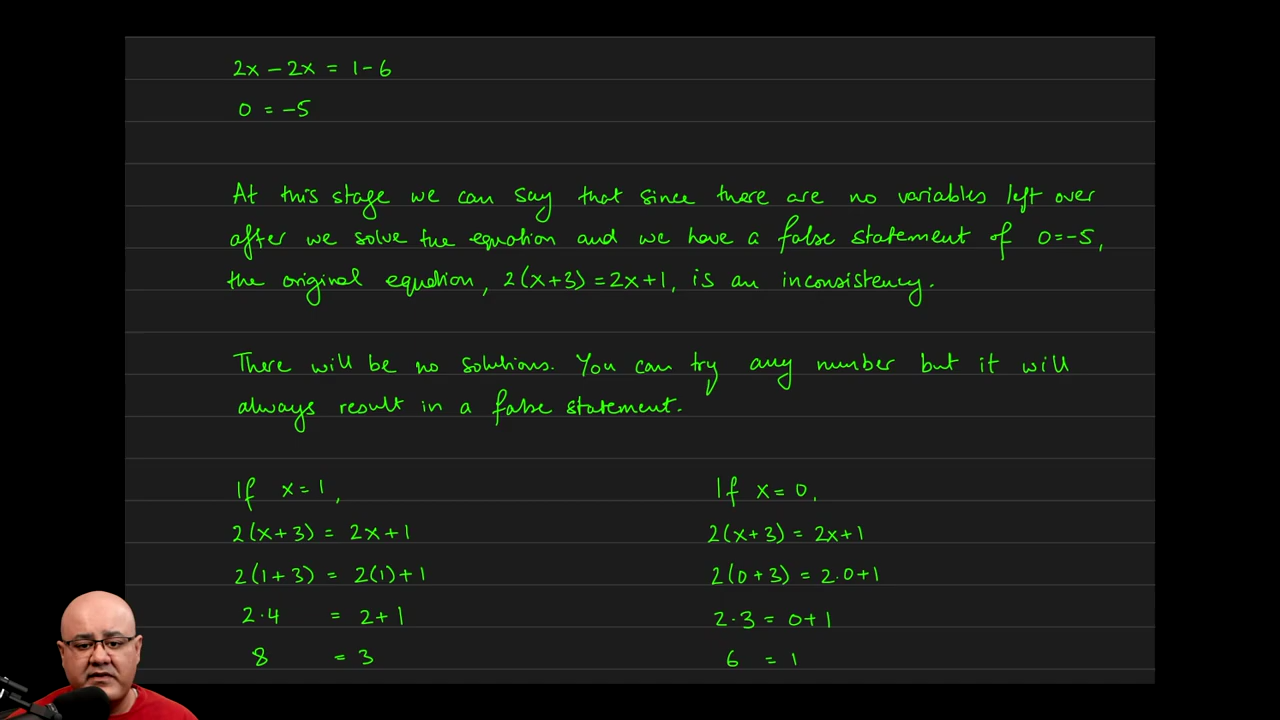 2x - 2x = 1 - 6
0 = -5
At this stage we can say that since there are no variables left over
after we solve the equation and we have a false statement of 0=-5,
the original equation, 2(x+3) = 2x+1, is an inconsistency.
There will be no solutions. You can try any number but it will
always result in a false statement.
If x=1,
2(x+3) = 2x+1
2(1+3) = 2(1)+1
2·4 = 2+1
8 = 3
If x=0,
2(x+3) = 2x+1
2(0+3) = 2·0+1
2·3 = 0+1
6 = 1